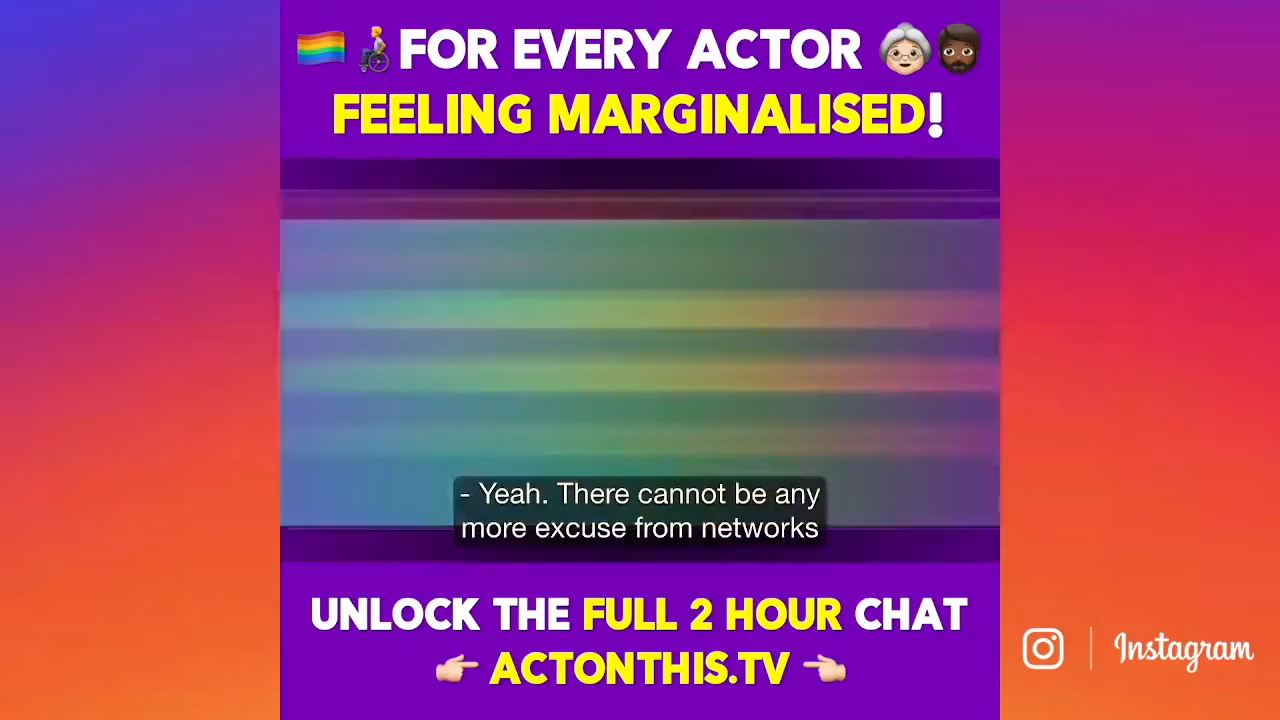 FOR EVERY ACTOR
FEELING MARGINALISED!
- Yeah. There cannot be any
more excuse from networks
UNLOCK THE FULL 2 HOUR CHAT
ACTONTHIS.TV
Instagram